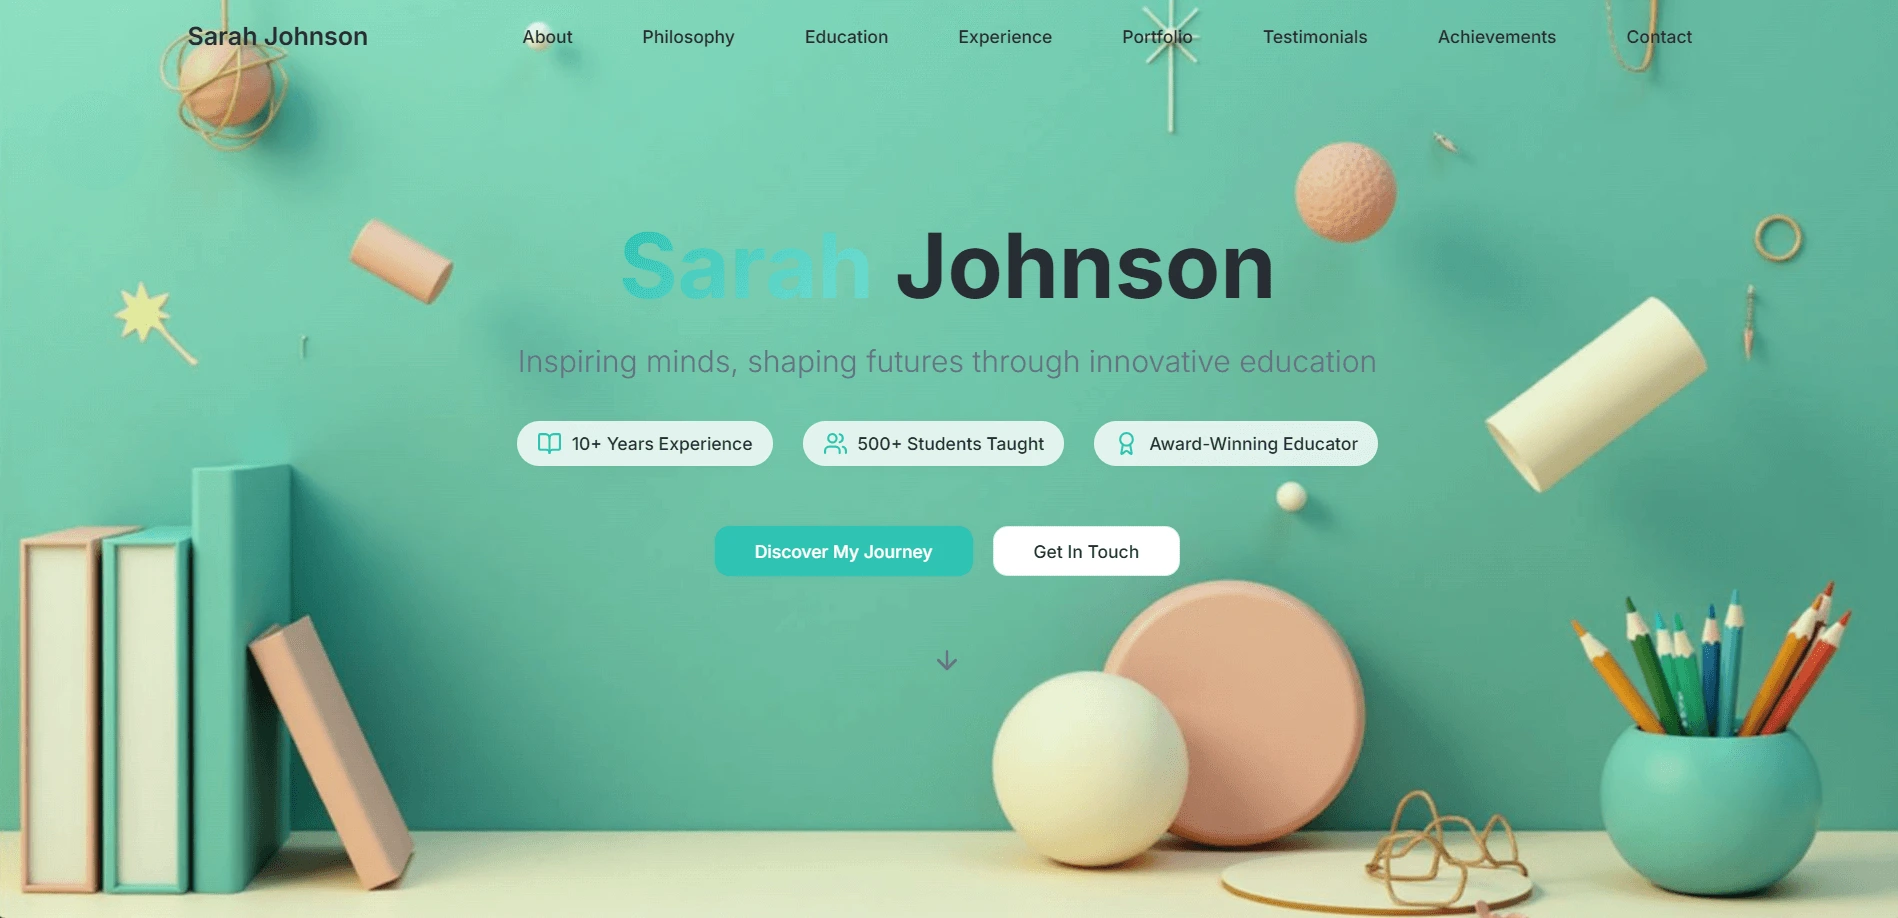 Sarah Johnson About Philosophy Education Experience Portfolio Testimonials Achievements Contact
Sarah Johnson
Inspiring minds, shaping futures through innovative education
10+ Years Experience 500+ Students Taught Award-Winning Educator
Discover My Journey Get In Touch